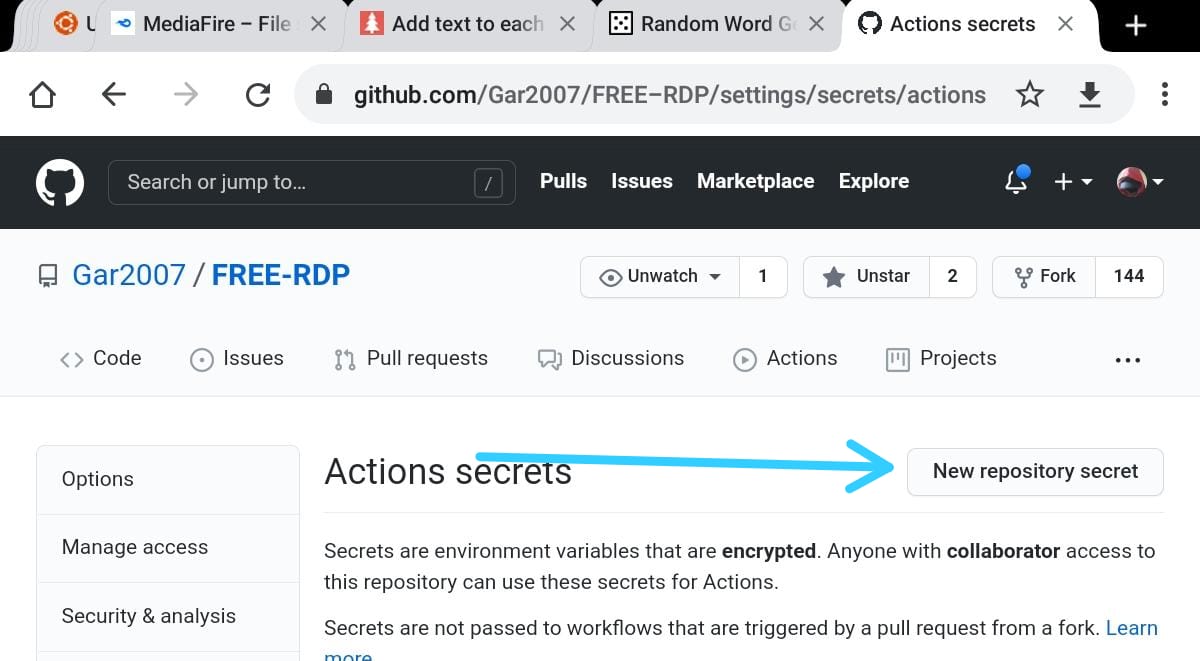 U MediaFire – File Add text to each Random Word Ge Actions secrets
github.com/Gar2007/FREE-RDP/settings/secrets/actions
Search or jump to… / Pulls Issues Marketplace Explore
Gar2007 / FREE-RDP Unwatch 1 Unstar 2 Fork 144
Code Issues Pull requests Discussions Actions Projects
Options
Manage access
Security & analysis
Actions secrets New repository secret
Secrets are environment variables that are encrypted. Anyone with collaborator access to
this repository can use these secrets for Actions.
Secrets are not passed to workflows that are triggered by a pull request from a fork. Learn
more.